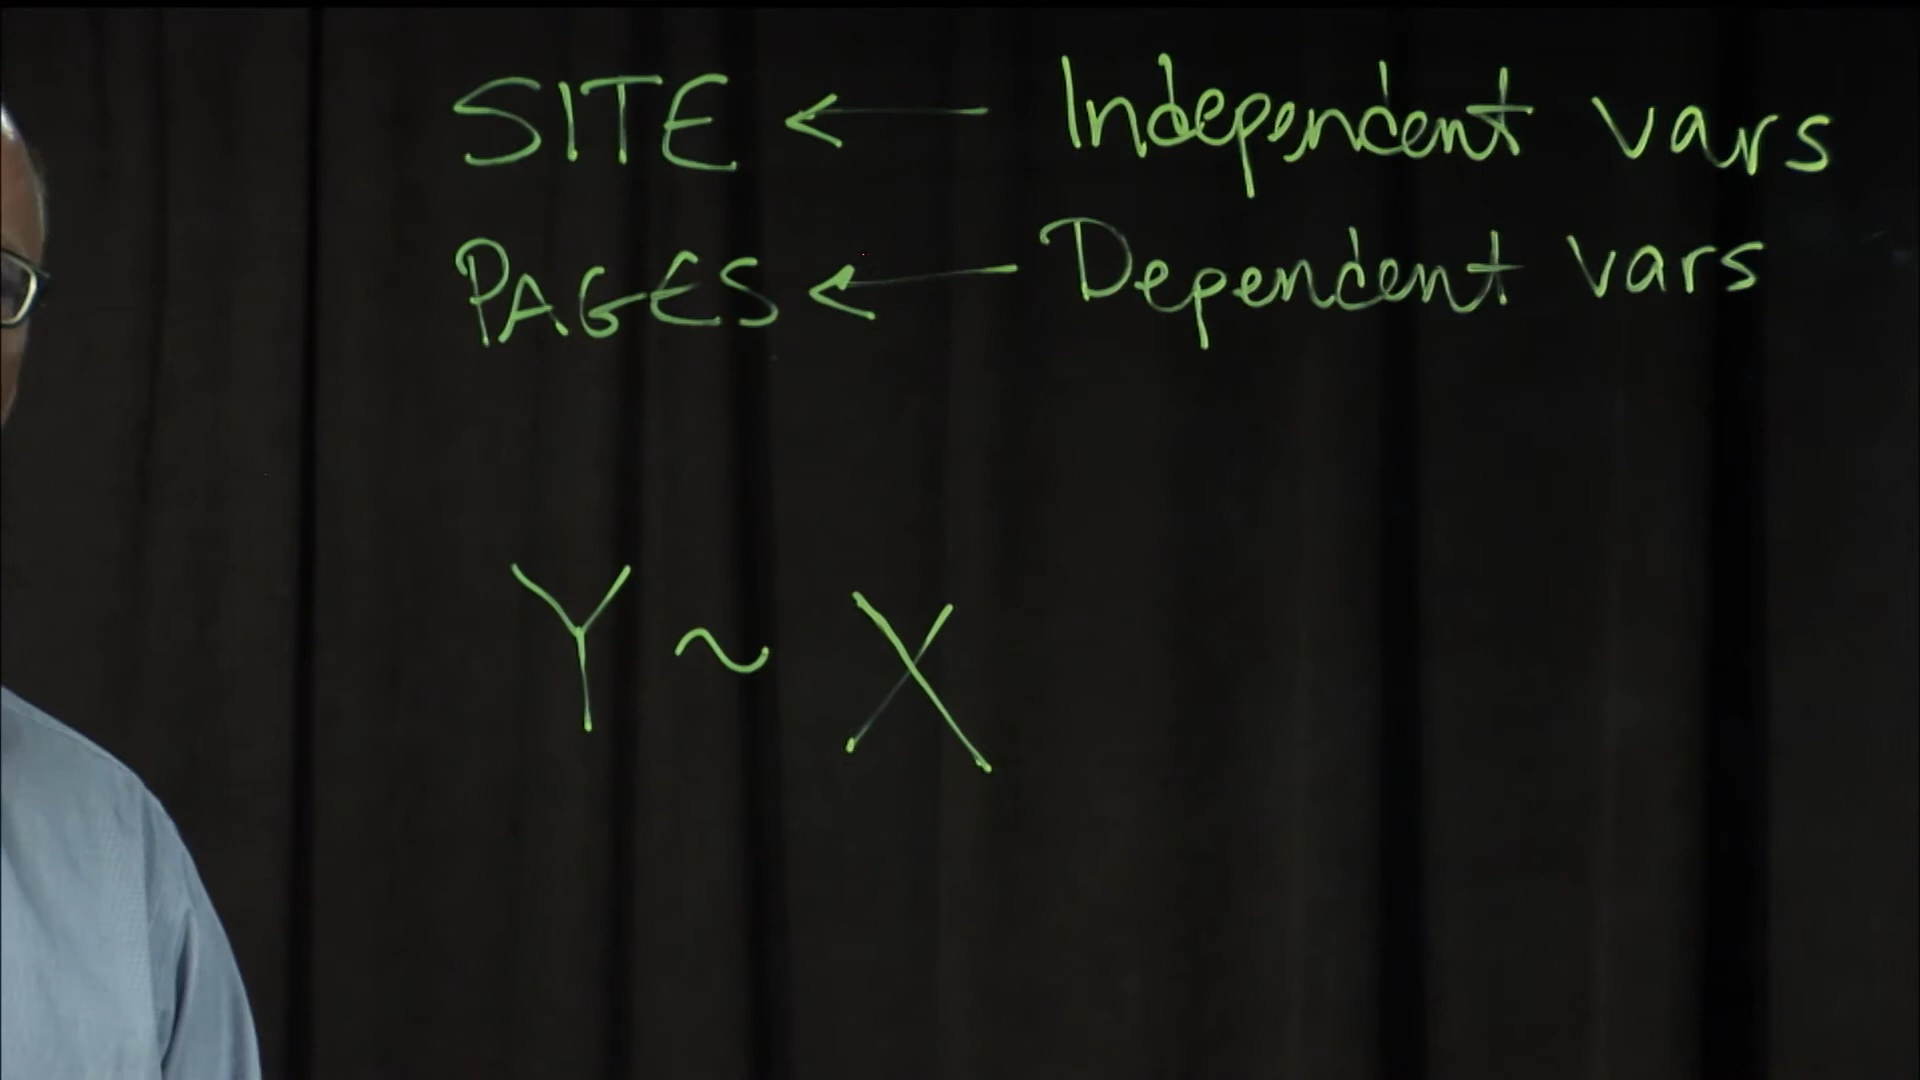 SITE ← Independent vars
PAGES ← Dependent vars
Y ~ X